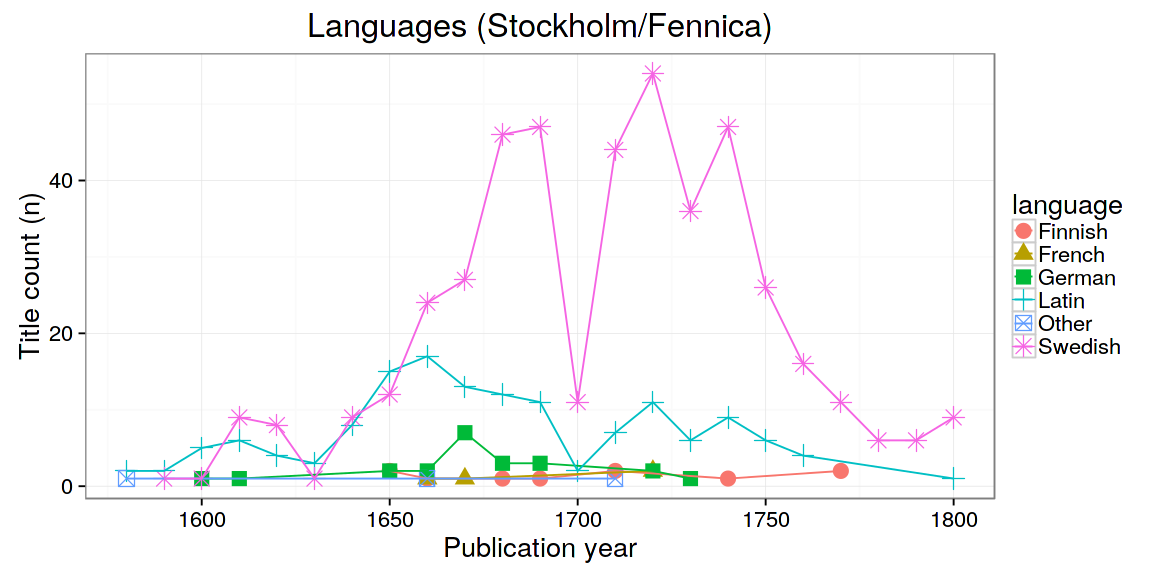 Languages (Stockholm/Fennica)
Title count (n)
40
20
0
1600
1650
1700
1750
1800
Publication year
language
Finnish
French
German
Latin
Other
Swedish